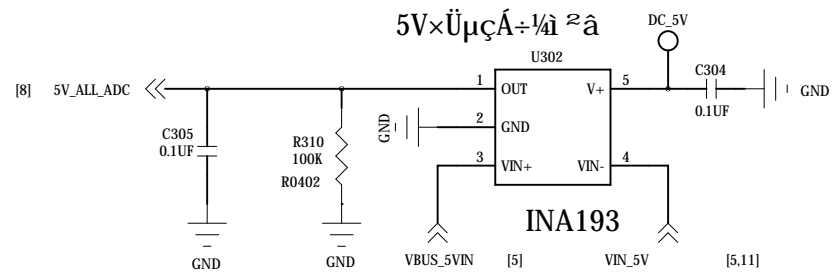 5V×ÜµçÁ÷¼ì²â
DC_5V
U302
C304
[8] 5V_ALL_ADC
1 OUT
V+ 5
GND
0.1UF
C305
0.1UF
R310
100K
R0402
GND
2 GND
3 VIN+
VIN- 4
INA193
GND
GND
VBUS_5VIN [5]
VIN_5V [5,11]